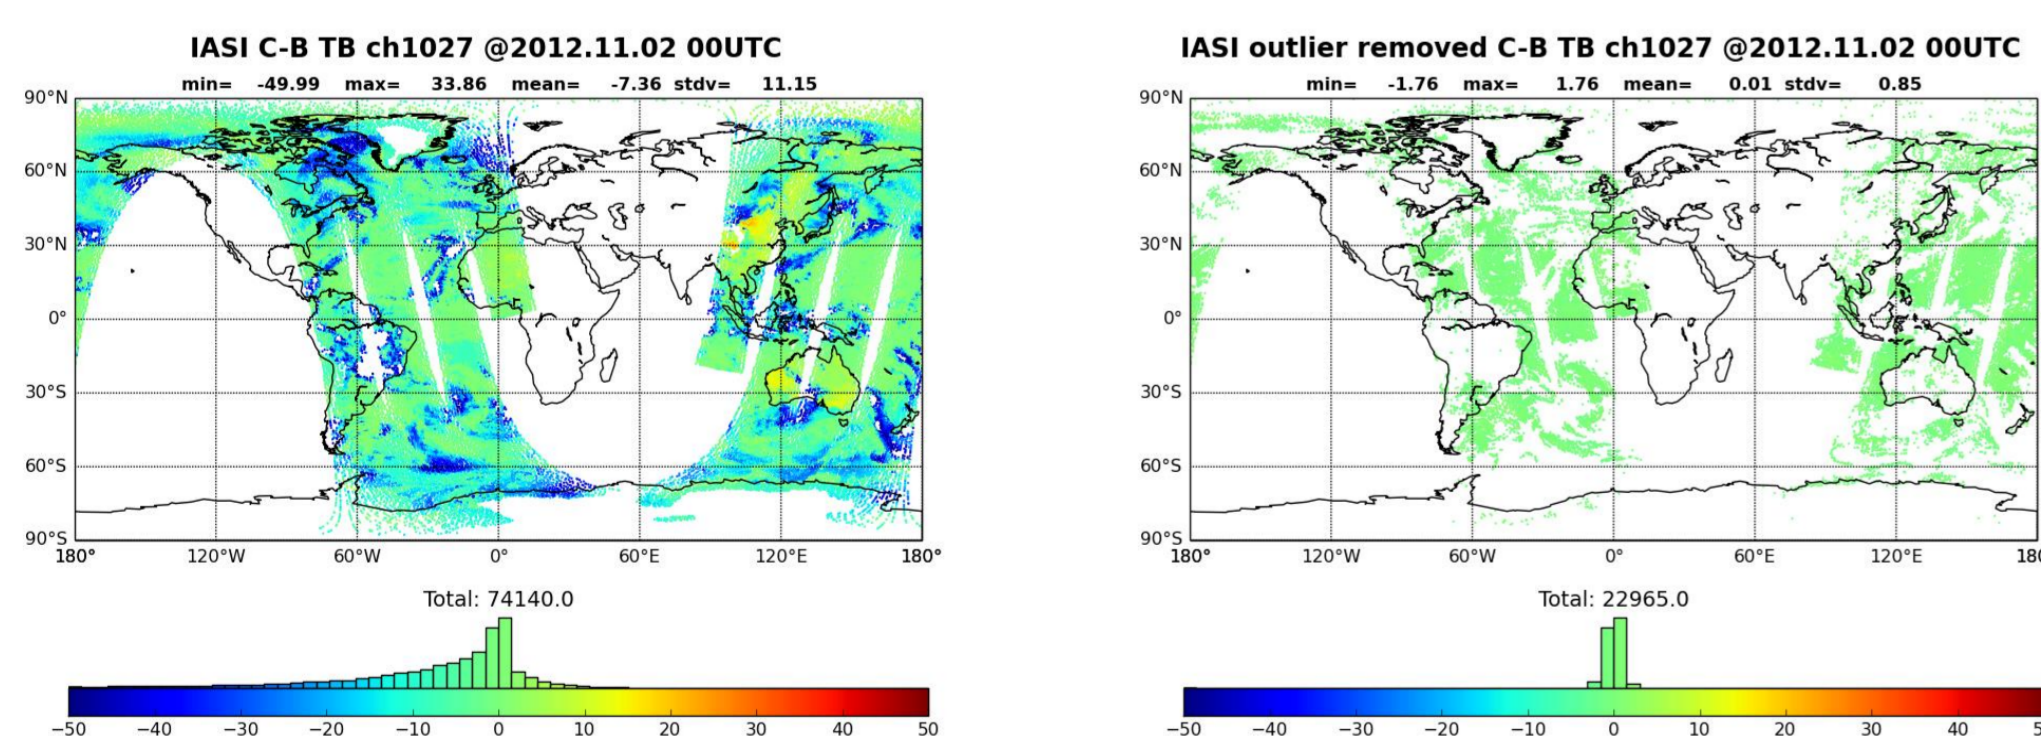 IASI C-B TB ch1027 @2012.11.02 00UTC
min= -49.99 max= 33.86 mean= -7.36 stdv= 11.15
90°N
60°N
30°N
0°
30°S
60°S
90°S
180° 120°W 60°W 0° 60°E 120°E 180°
Total: 74140.0
−50 −40 −30 −20 −10 0 10 20 30 40 50
IASI outlier removed C-B TB ch1027 @2012.11.02 00UTC
min= -1.76 max= 1.76 mean= 0.01 stdv= 0.85
90°N
60°N
30°N
0°
30°S
60°S
90°S
180° 120°W 60°W 0° 60°E 120°E
Total: 22965.0
−50 −40 −30 −20 −10 0 10 20 30 40